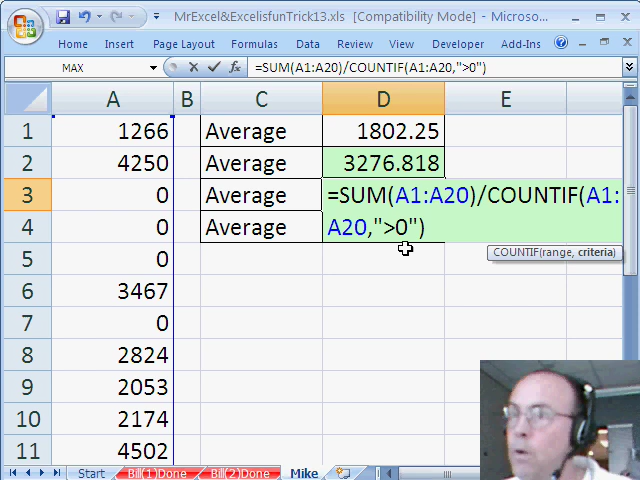 MrExcel&ExcelisfunTrick13.xls [Compatibility Mode] - Microso...
Home Insert Page Layout Formulas Data Review View Developer Add-Ins
MAX fx =SUM(A1:A20)/COUNTIF(A1:A20,">0")
A B C D E
1 1266 Average 1802.25
2 4250 Average 3276.818
3 0 Average =SUM(A1:A20)/COUNTIF(A1:
4 0 Average A20,">0")
5 0 COUNTIF(range, criteria)
6 3467
7 0
8 2824
9 2053
10 2174
11 4502
Start Bill(1)Done Bill(2)Done Mike